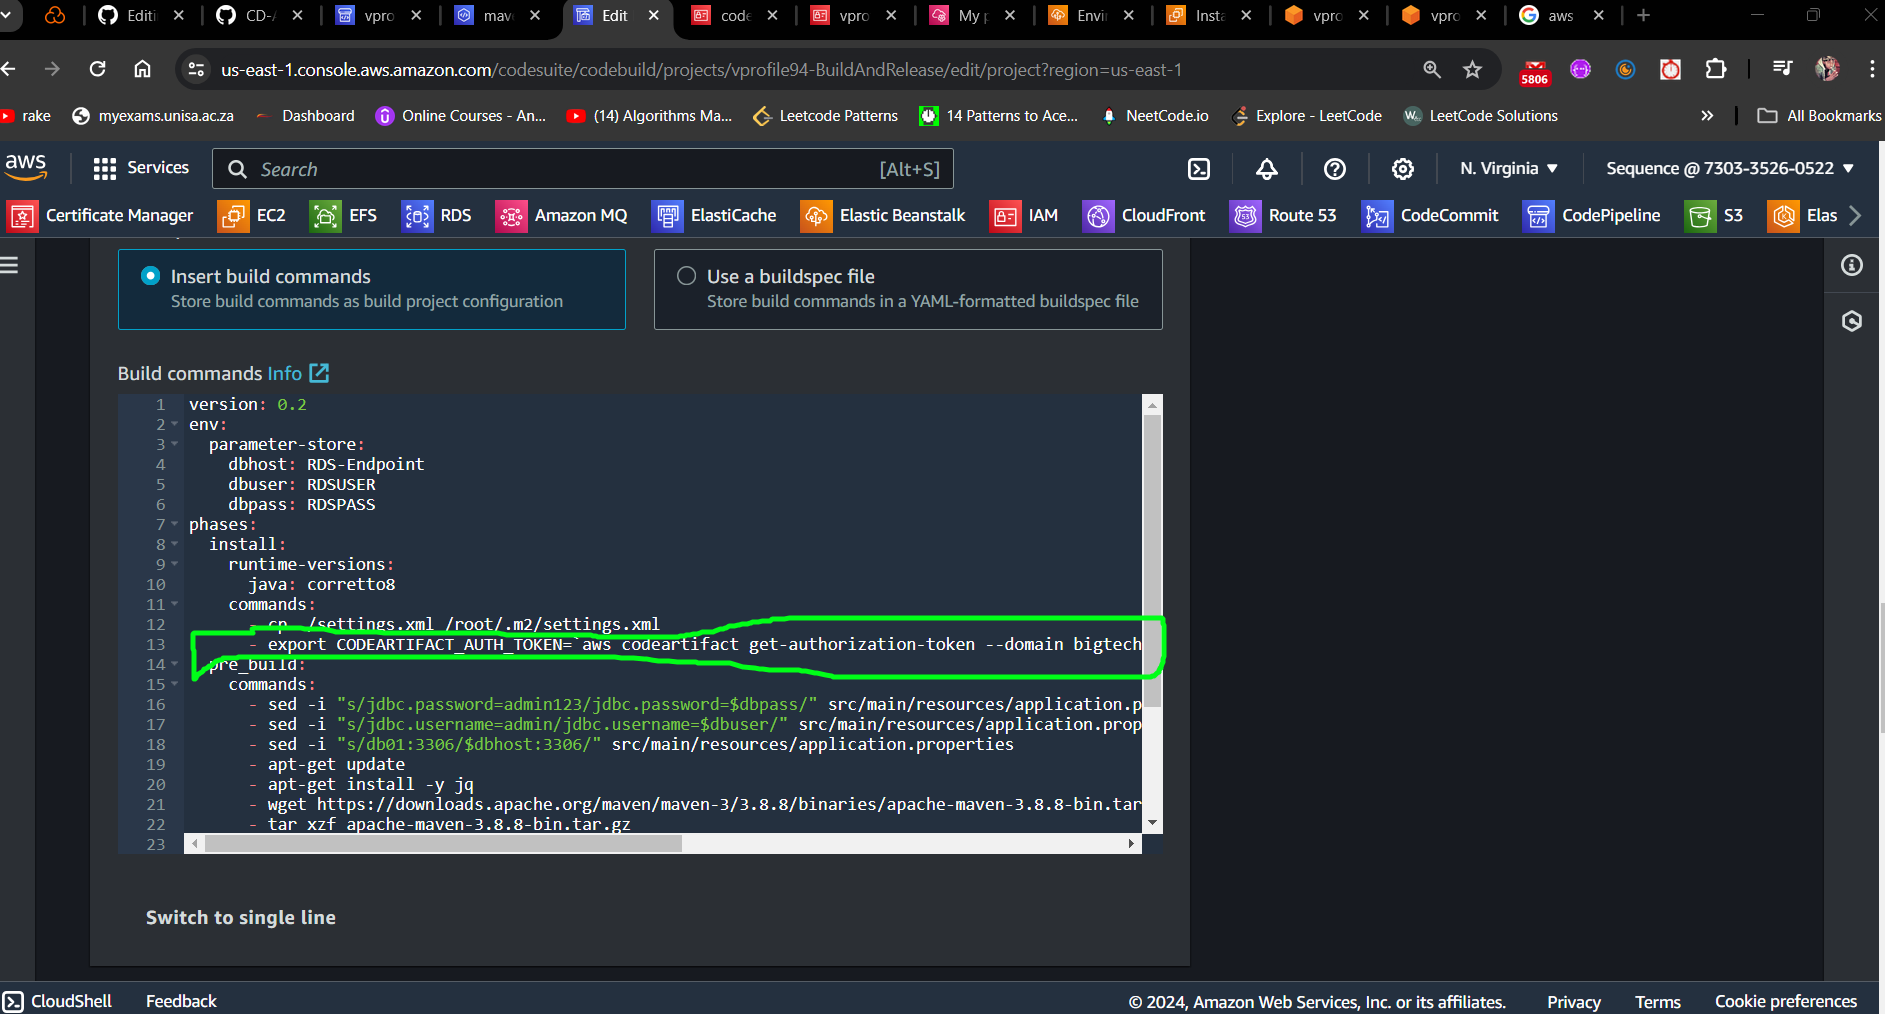 Editi
CD-A
vpro
mav
Edit
code
vpro
My p
Envi
Insta
vpro
vpro
aws
us-east-1.console.aws.amazon.com/codesuite/codebuild/projects/vprofile94-BuildAndRelease/edit/project?region=us-east-1
5806
rake
myexams.unisa.ac.za
Dashboard
Online Courses - An...
(14) Algorithms Ma...
Leetcode Patterns
14 Patterns to Ace...
NeetCode.io
Explore - LeetCode
LeetCode Solutions
All Bookmarks
aws
Services
Search
[Alt+S]
N. Virginia
Sequence @ 7303-3526-0522
Certificate Manager
EC2
EFS
RDS
Amazon MQ
ElastiCache
Elastic Beanstalk
IAM
CloudFront
Route 53
CodeCommit
CodePipeline
S3
Elas
Insert build commands
Store build commands as build project configuration
Use a buildspec file
Store build commands in a YAML-formatted buildspec file
Build commands Info
1 version: 0.2
2 env:
3 parameter-store:
4 dbhost: RDS-Endpoint
5 dbuser: RDSUSER
6 dbpass: RDSPASS
7 phases:
8 install:
9 runtime-versions:
10 java: corretto8
11 commands:
12 - cp ./settings.xml /root/.m2/settings.xml
13 - export CODEARTIFACT_AUTH_TOKEN=`aws codeartifact get-authorization-token --domain bigtech
14 pre_build:
15 commands:
16 - sed -i "s/jdbc.password=admin123/jdbc.password=$dbpass/" src/main/resources/application.p
17 - sed -i "s/jdbc.username=admin/jdbc.username=$dbuser/" src/main/resources/application.prop
18 - sed -i "s/db01:3306/$dbhost:3306/" src/main/resources/application.properties
19 - apt-get update
20 - apt-get install -y jq
21 - wget https://downloads.apache.org/maven/maven-3/3.8.8/binaries/apache-maven-3.8.8-bin.tar
22 - tar xzf apache-maven-3.8.8-bin.tar.gz
23
Switch to single line
CloudShell
Feedback
© 2024, Amazon Web Services, Inc. or its affiliates.
Privacy
Terms
Cookie preferences